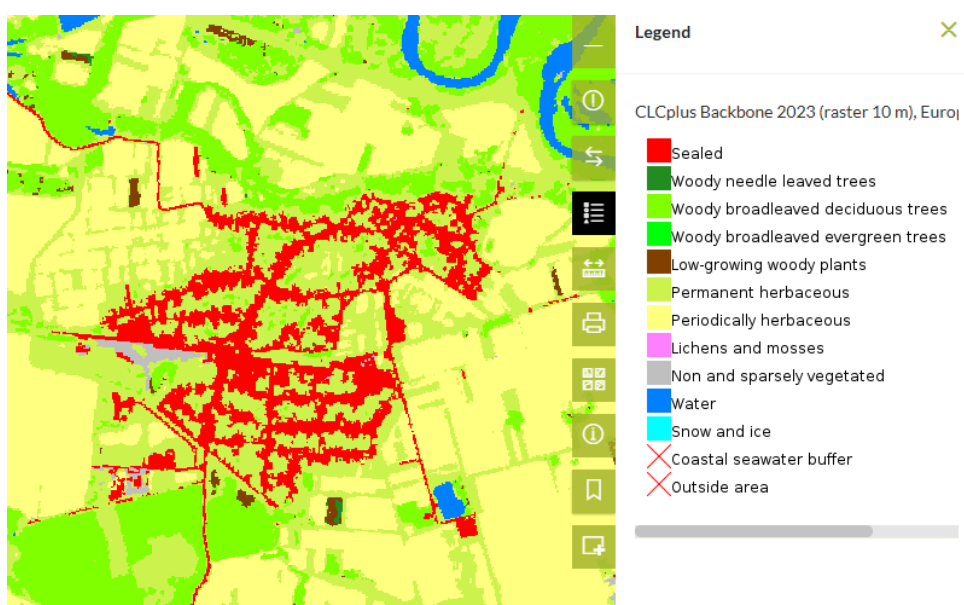 Legend
CLCplus Backbone 2023 (raster 10 m),
Sealed
Woody needle leaved trees
Woody broadleaved deciduous trees
Woody broadleaved evergreen trees
Low-growing woody plants
Permanent herbaceous
Periodically herbaceous
Lichens and mosses
Non and sparsely vegetated
Water
Snow and ice
Coastal seawater buffer
Outside area